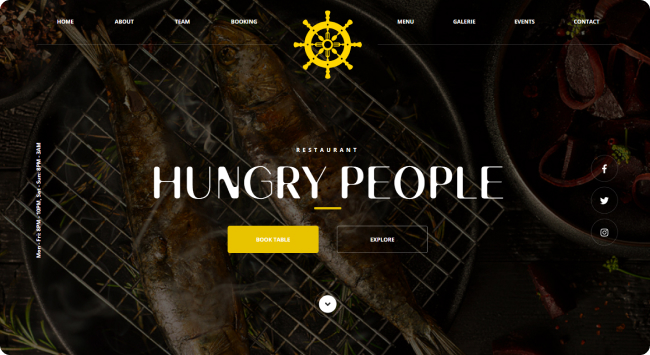 HOME ABOUT TEAM BOOKING MENU GALERIE EVENTS CONTACT
Mon - Fri: 8PM - 10PM, Sat - Sun: 8PM - 3AM
RESTAURANT
HUNGRY PEOPLE
BOOK TABLE EXPLORE